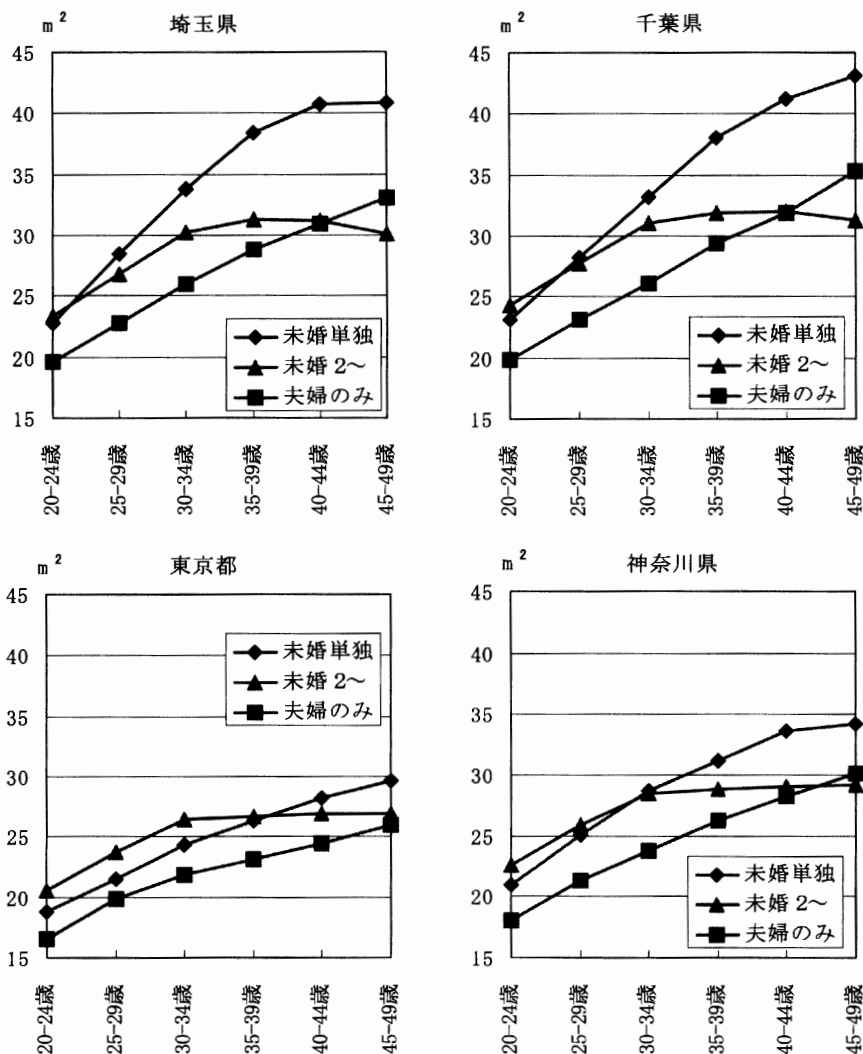 m²
埼玉県
45
40
35
30
25
20
15
未婚単独
未婚 2～
夫婦のみ
20-24歳
25-29歳
30-34歳
35-39歳
40-44歳
45-49歳
m²
千葉県
45
40
35
30
25
20
15
未婚単独
未婚 2～
夫婦のみ
20-24歳
25-29歳
30-34歳
35-39歳
40-44歳
45-49歳
m²
東京都
45
40
35
30
25
20
15
未婚単独
未婚 2～
夫婦のみ
20-24歳
25-29歳
30-34歳
35-39歳
40-44歳
45-49歳
m²
神奈川県
45
40
35
30
25
20
15
未婚単独
未婚 2～
夫婦のみ
20-24歳
25-29歳
30-34歳
35-39歳
40-44歳
45-49歳